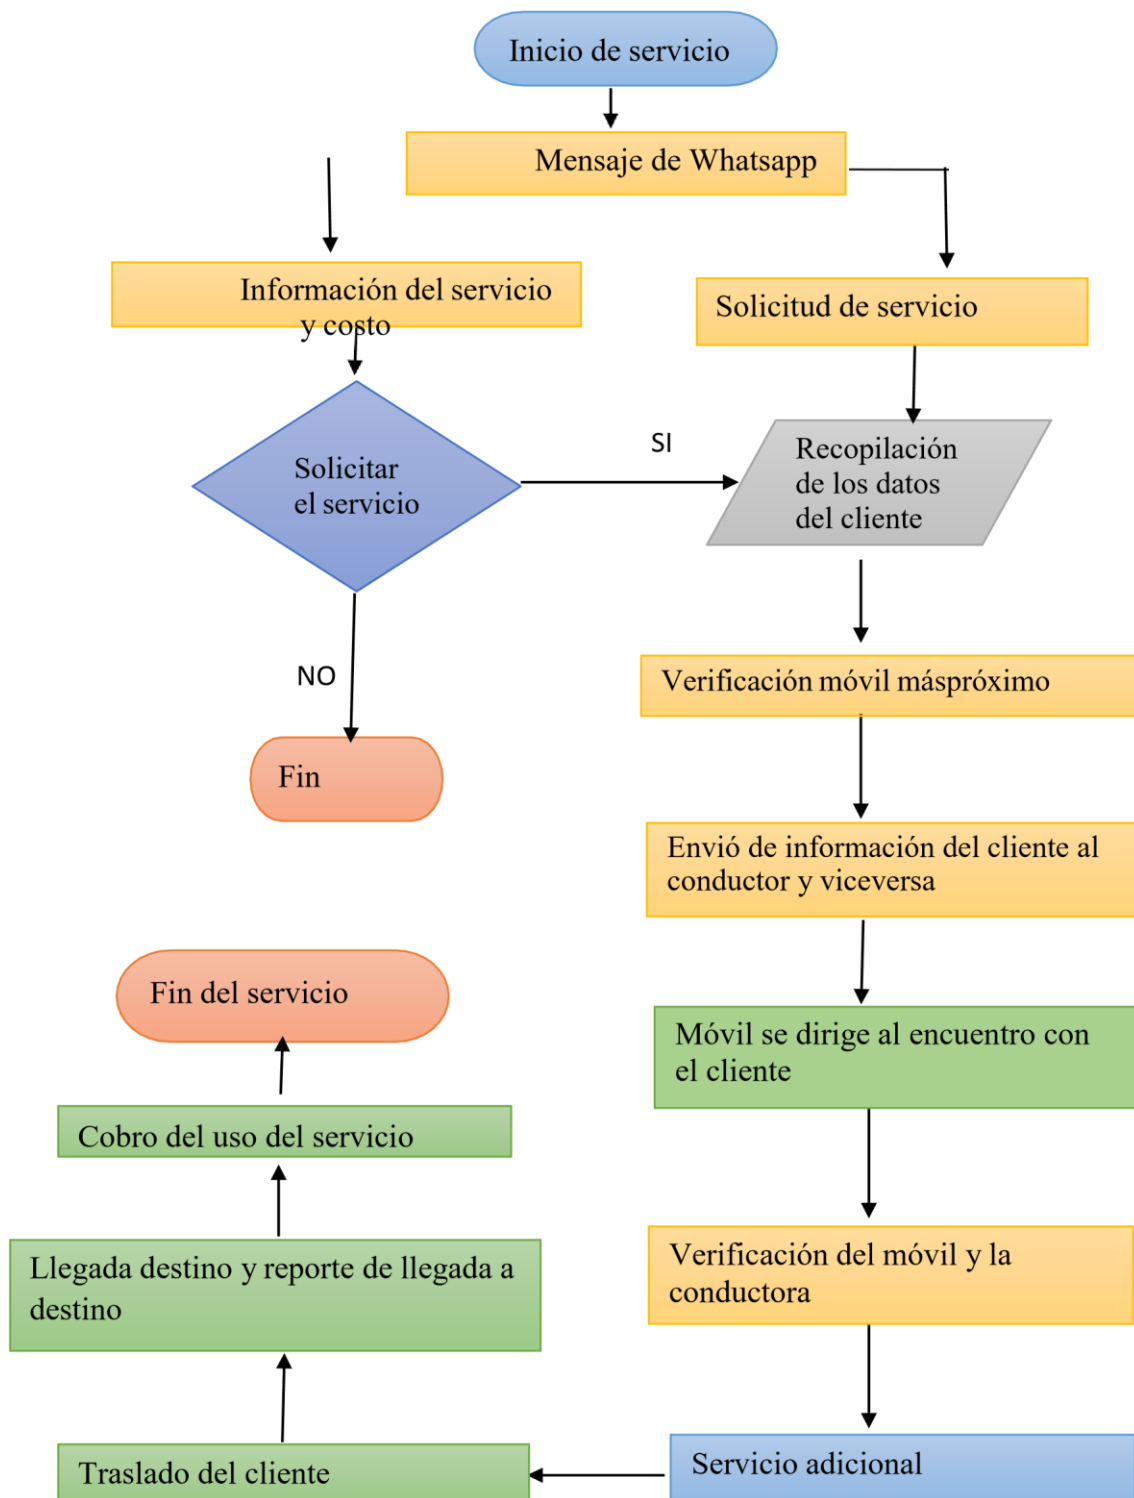 Inicio de servicio
Mensaje de Whatsapp
Información del servicio
y costo
Solicitud de servicio
Solicitar
el servicio
SI
Recopilación
de los datos
del cliente
NO
Verificación móvil máspróximo
Fin
Envió de información del cliente al
conductor y viceversa
Fin del servicio
Móvil se dirige al encuentro con
el cliente
Cobro del uso del servicio
Verificación del móvil y la
conductora
Llegada destino y reporte de llegada a
destino
Servicio adicional
Traslado del cliente